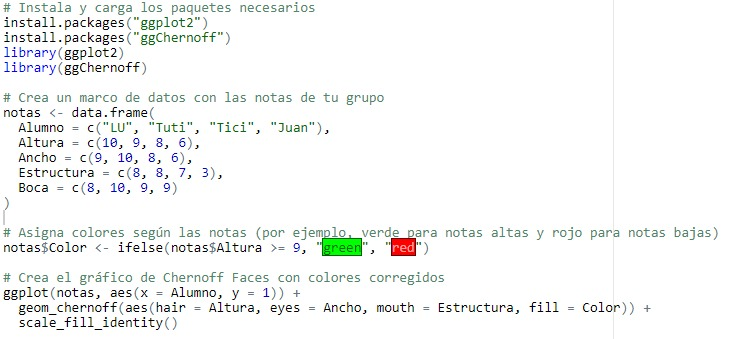 # Instala y carga los paquetes necesarios
install.packages("ggplot2")
install.packages("ggChernoff")
library(ggplot2)
library(ggChernoff)
# Crea un marco de datos con las notas de tu grupo
notas <- data.frame(
Alumno = c("LU", "Tuti", "Tici", "Juan"),
Altura = c(10, 9, 8, 6),
Ancho = c(9, 10, 8, 6),
Estructura = c(8, 8, 7, 3),
Boca = c(8, 10, 9, 9)
)
# Asigna colores según las notas (por ejemplo, verde para notas altas y rojo para notas bajas)
notas$Color <- ifelse(notas$Altura >= 9, "green", "red")
# Crea el gráfico de Chernoff Faces con colores corregidos
ggplot(notas, aes(x = Alumno, y = 1)) +
geom_chernoff(aes(hair = Altura, eyes = Ancho, mouth = Estructura, fill = Color)) +
scale_fill_identity()